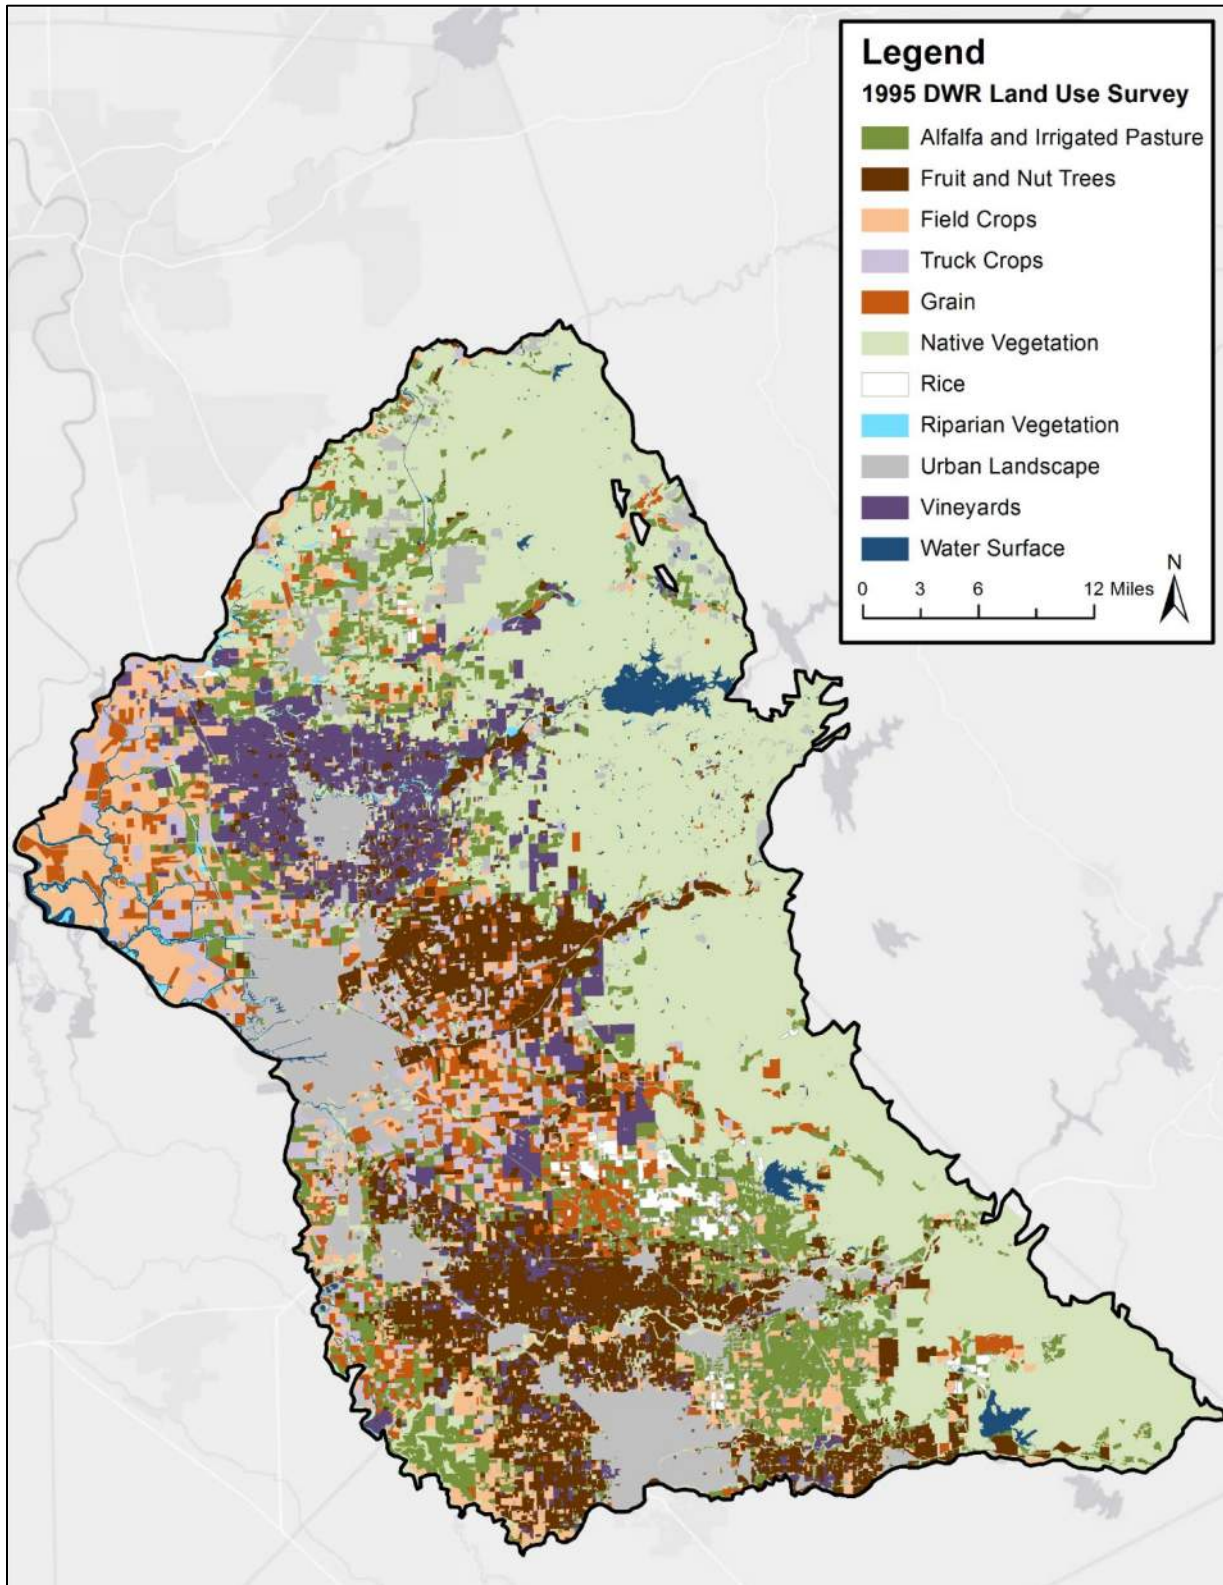 Legend
1995 DWR Land Use Survey
Alfalfa and Irrigated Pasture
Fruit and Nut Trees
Field Crops
Truck Crops
Grain
Native Vegetation
Rice
Riparian Vegetation
Urban Landscape
Vineyards
Water Surface
N
0 3 6 12 Miles